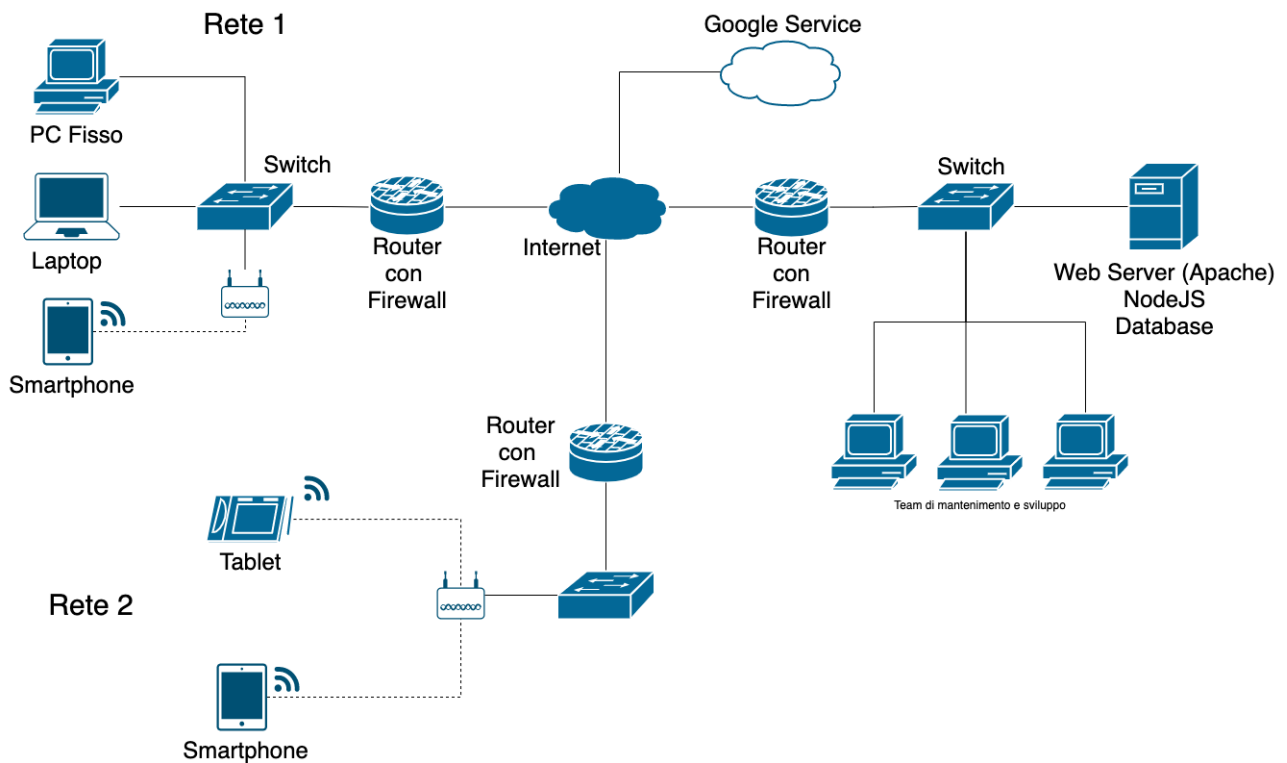 Rete 1
Google Service
PC Fisso
Switch
Switch
Laptop
Router
con
Firewall
Internet
Router
con
Firewall
Web Server (Apache)
NodeJS
Database
Smartphone
Router
con
Firewall
Team di mantenimento e sviluppo
Tablet
Rete 2
Smartphone